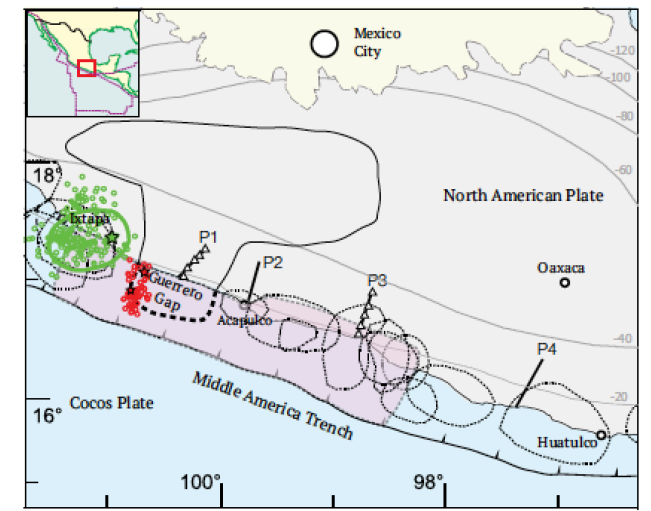 Mexico
City
-120
-100
-80
-60
18°
North American Plate
Ixtapa
P1
P2
Oaxaca
P3
Guerrero
Gap
Acapulco
-40
P4
Middle America Trench
-20
16°
Cocos Plate
Huatulco
100°
98°